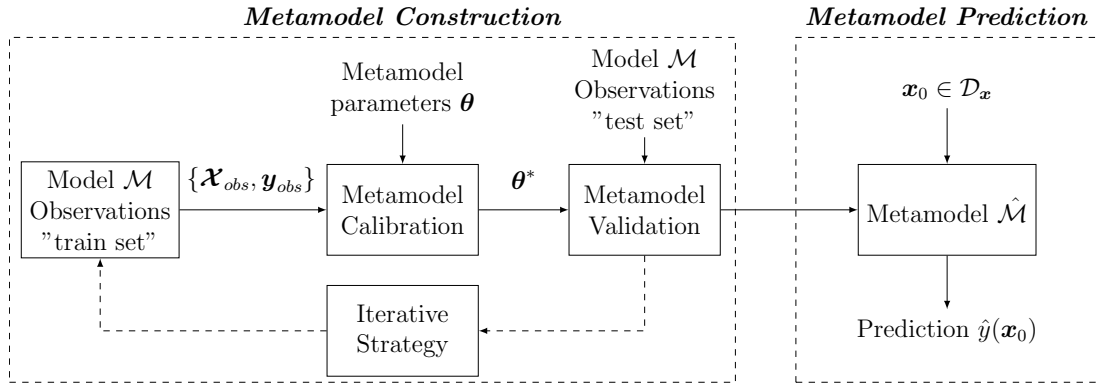 Metamodel Construction
Metamodel
parameters 𝜽
Model ℳ
Observations
"test set"
Model ℳ
Observations
"train set"
{𝓧obs, 𝒚obs}
Metamodel
Calibration
𝜽*
Metamodel
Validation
Iterative
Strategy
Metamodel Prediction
𝒙₀ ∈ 𝒟𝒙
Metamodel ℳ̂
Prediction ŷ(𝒙₀)